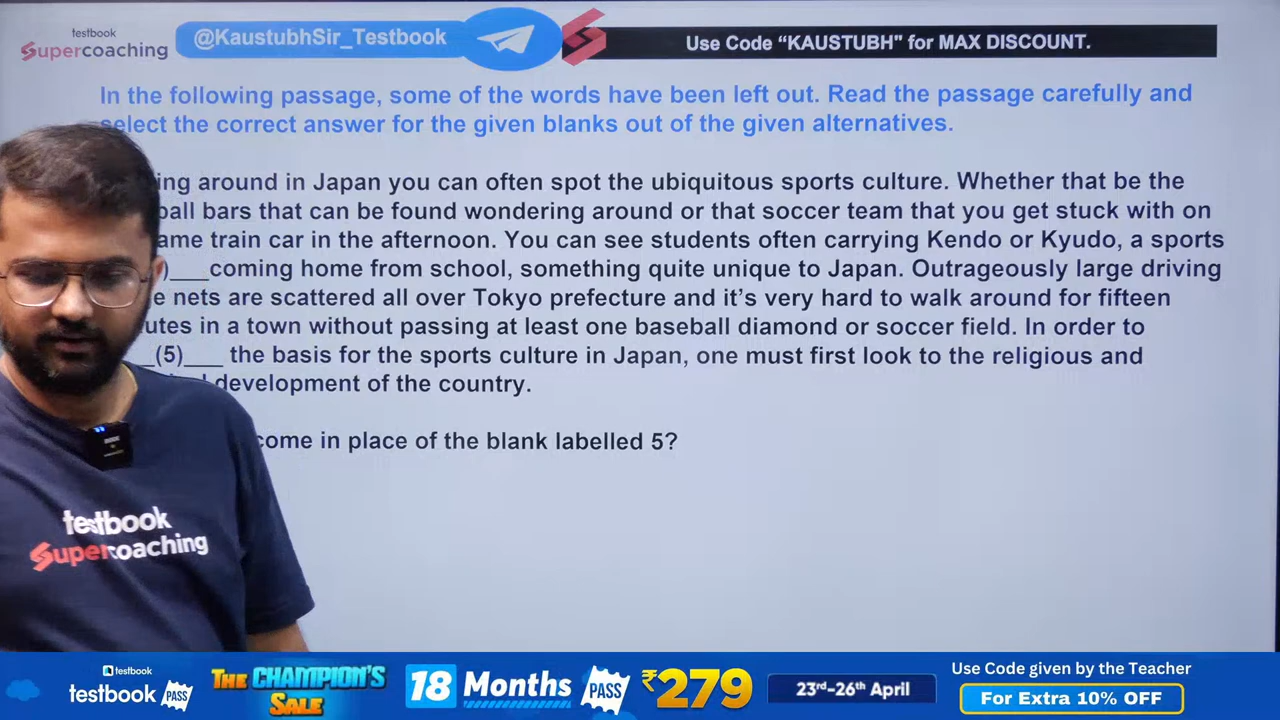 testbook
Supercoaching
@KaustubhSir_Testbook
Use Code “KAUSTUBH" for MAX DISCOUNT.
In the following passage, some of the words have been left out. Read the passage carefully and
select the correct answer for the given blanks out of the given alternatives.
ing around in Japan you can often spot the ubiquitous sports culture. Whether that be the
ball bars that can be found wondering around or that soccer team that you get stuck with on
ame train car in the afternoon. You can see students often carrying Kendo or Kyudo, a sports
)___coming home from school, something quite unique to Japan. Outrageously large driving
e nets are scattered all over Tokyo prefecture and it’s very hard to walk around for fifteen
utes in a town without passing at least one baseball diamond or soccer field. In order to
_(5)___ the basis for the sports culture in Japan, one must first look to the religious and
development of the country.
come in place of the blank labelled 5?
testbook
Supercoaching
testbook
testbook PASS
THE CHAMPION'S
SALE
18 Months PASS ₹279
23rd-26th April
Use Code given by the Teacher
For Extra 10% OFF